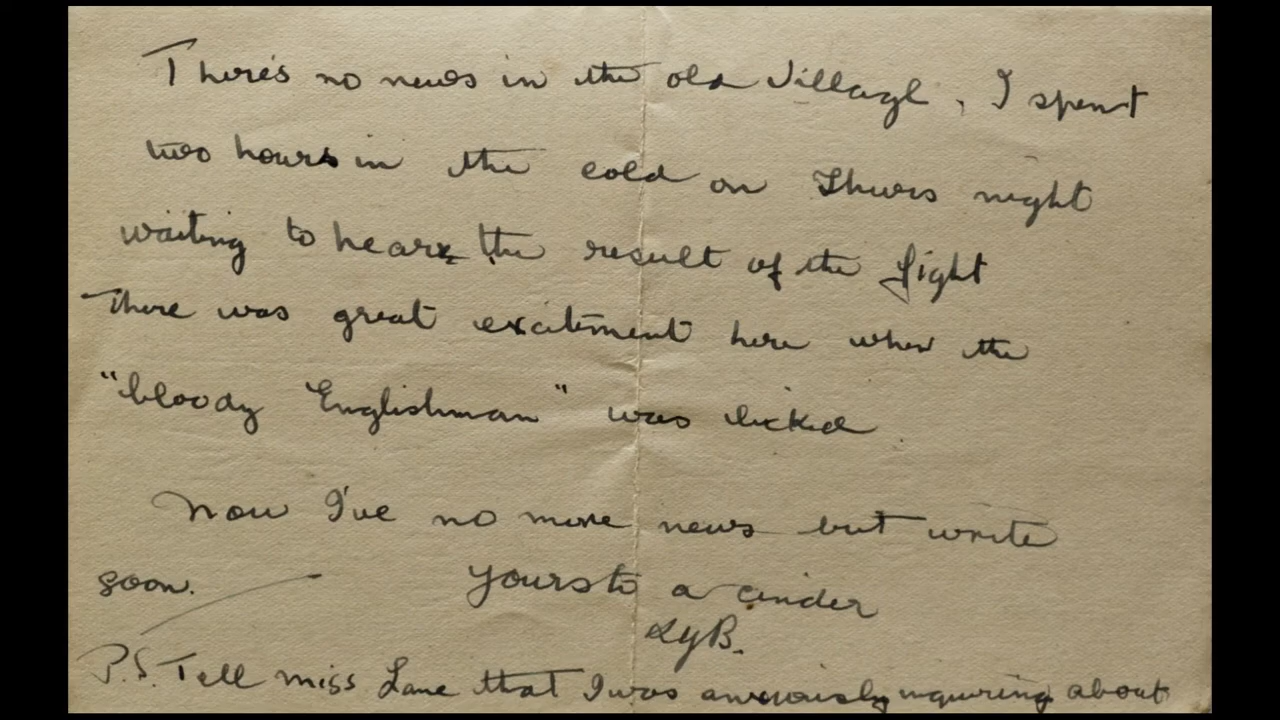 There's no news in the old Village, I spent
two hours in the cold on Thurs night
waiting to hear the result of the fight
There was great excitement here when the
"bloody Englishman" was licked.
Now I've no more news but write
soon. Yours to a cinder
LyB.
P.S. Tell miss Lane that I was anxiously inquiring about